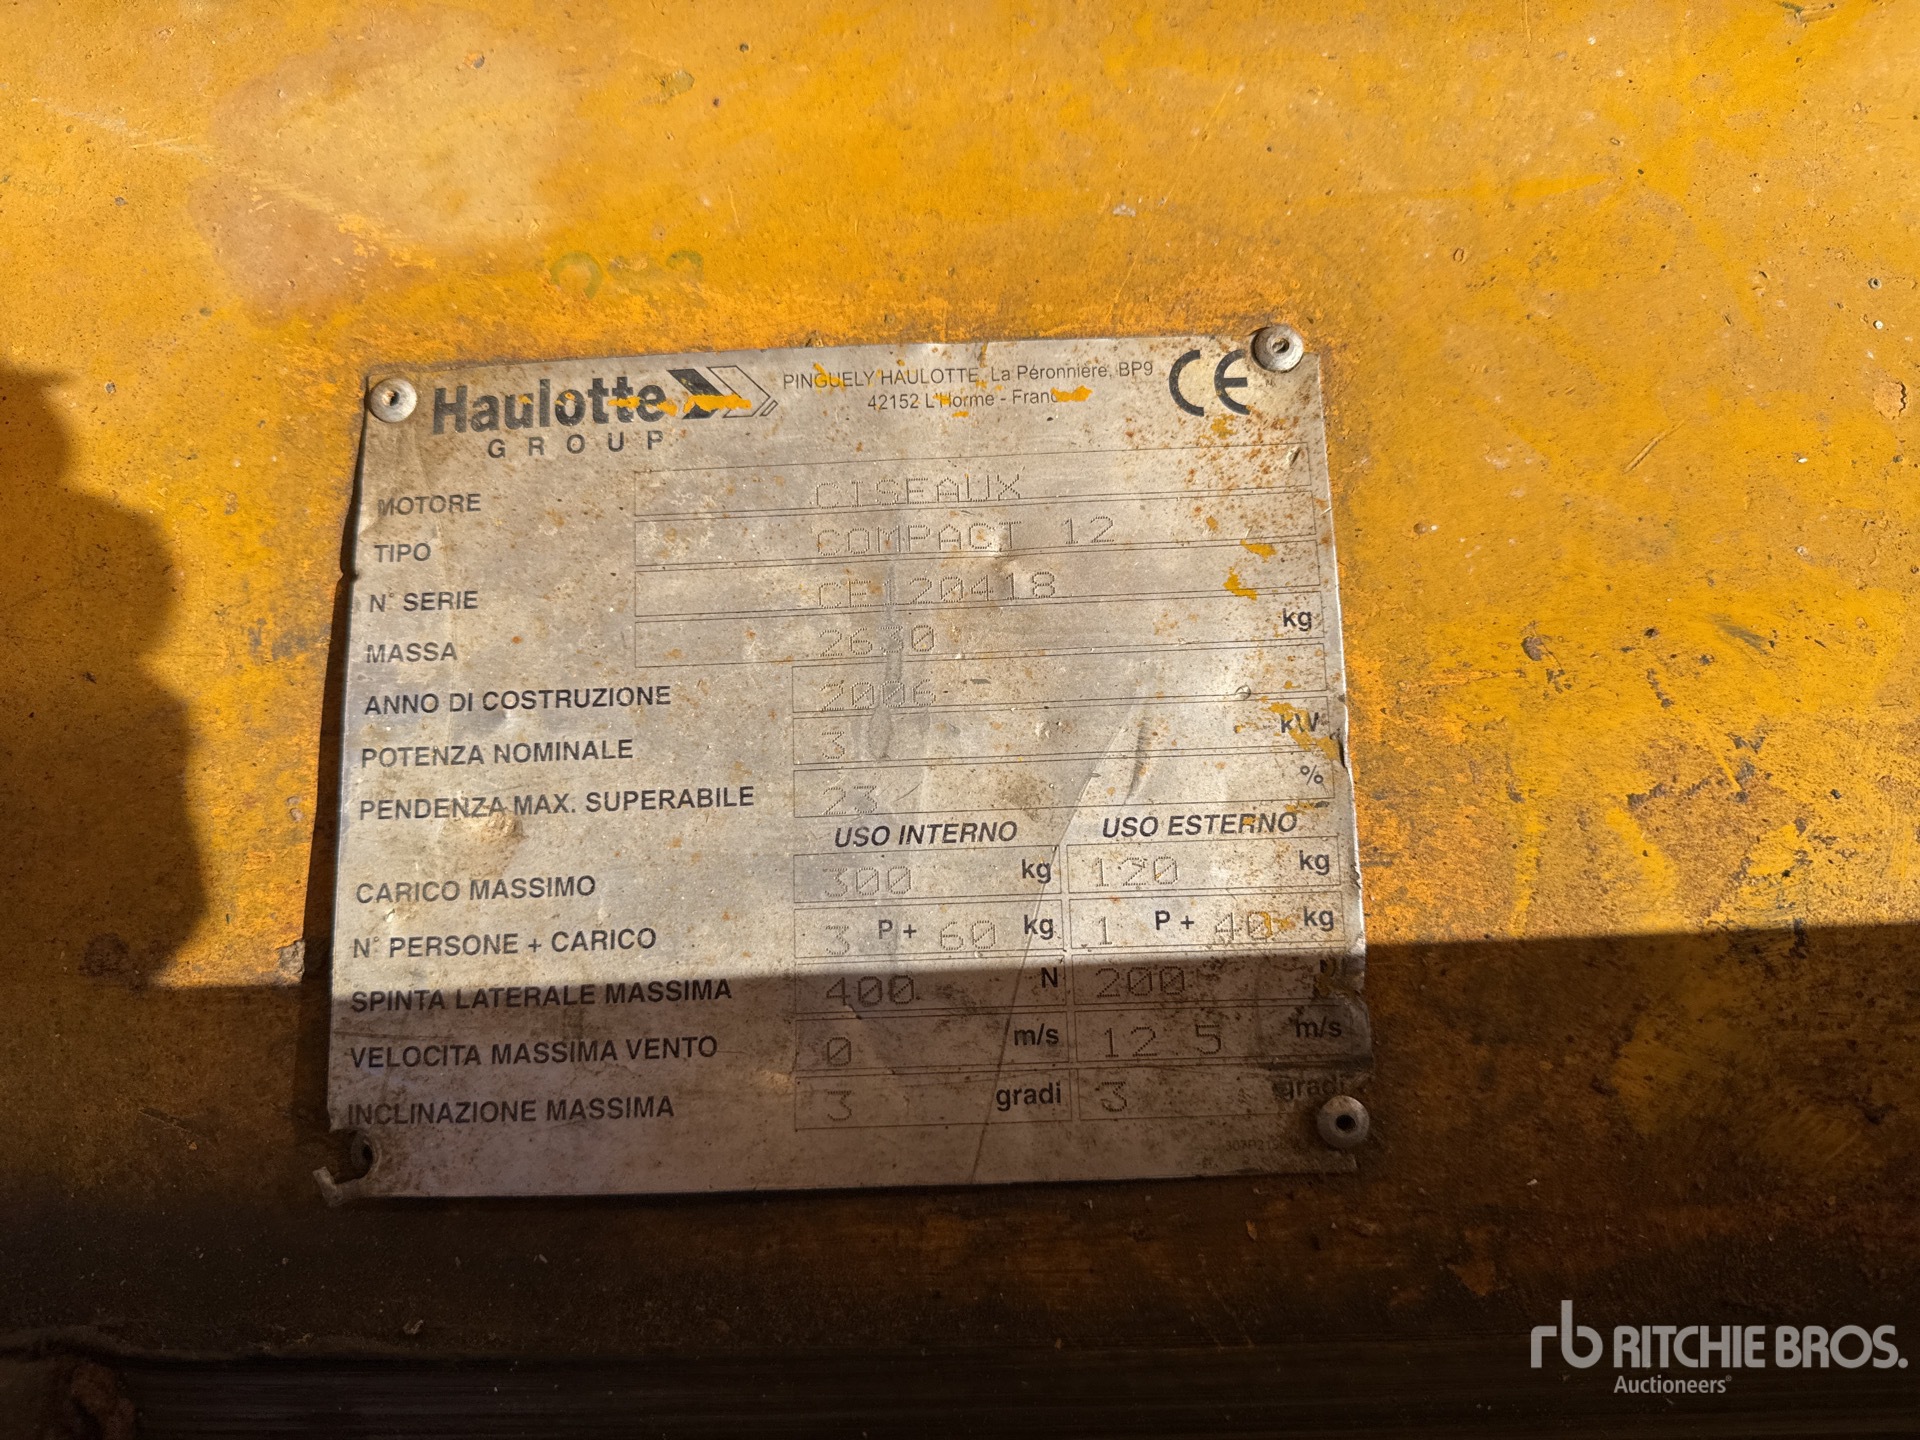 Haulotte
GROUP
PINGUELY HAULOTTE, La Péronnière, BP9
42152 L'Horme - France
CE
MOTORE CISEAUX
TIPO COMPACT 12
N° SERIE CE120418
MASSA 2630 kg
ANNO DI COSTRUZIONE 2006
POTENZA NOMINALE 3 kW
PENDENZA MAX. SUPERABILE 23 %
USO INTERNO USO ESTERNO
CARICO MASSIMO 300 kg 120 kg
N° PERSONE + CARICO 3 P + 60 kg 1 P + 40 kg
SPINTA LATERALE MASSIMA 400 N 200 N
VELOCITA MASSIMA VENTO 0 m/s 12 5 m/s
INCLINAZIONE MASSIMA 3 gradi 3 gradi
rb RITCHIE BROS.
Auctioneers